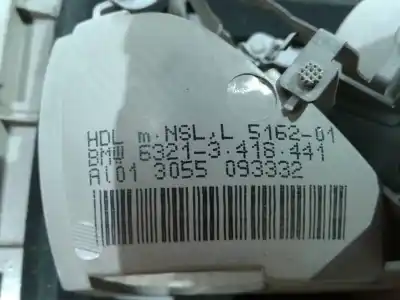 HDL m.NSL,L 5162-01
BMW 6321-3.418.441
AL01 3055 093332